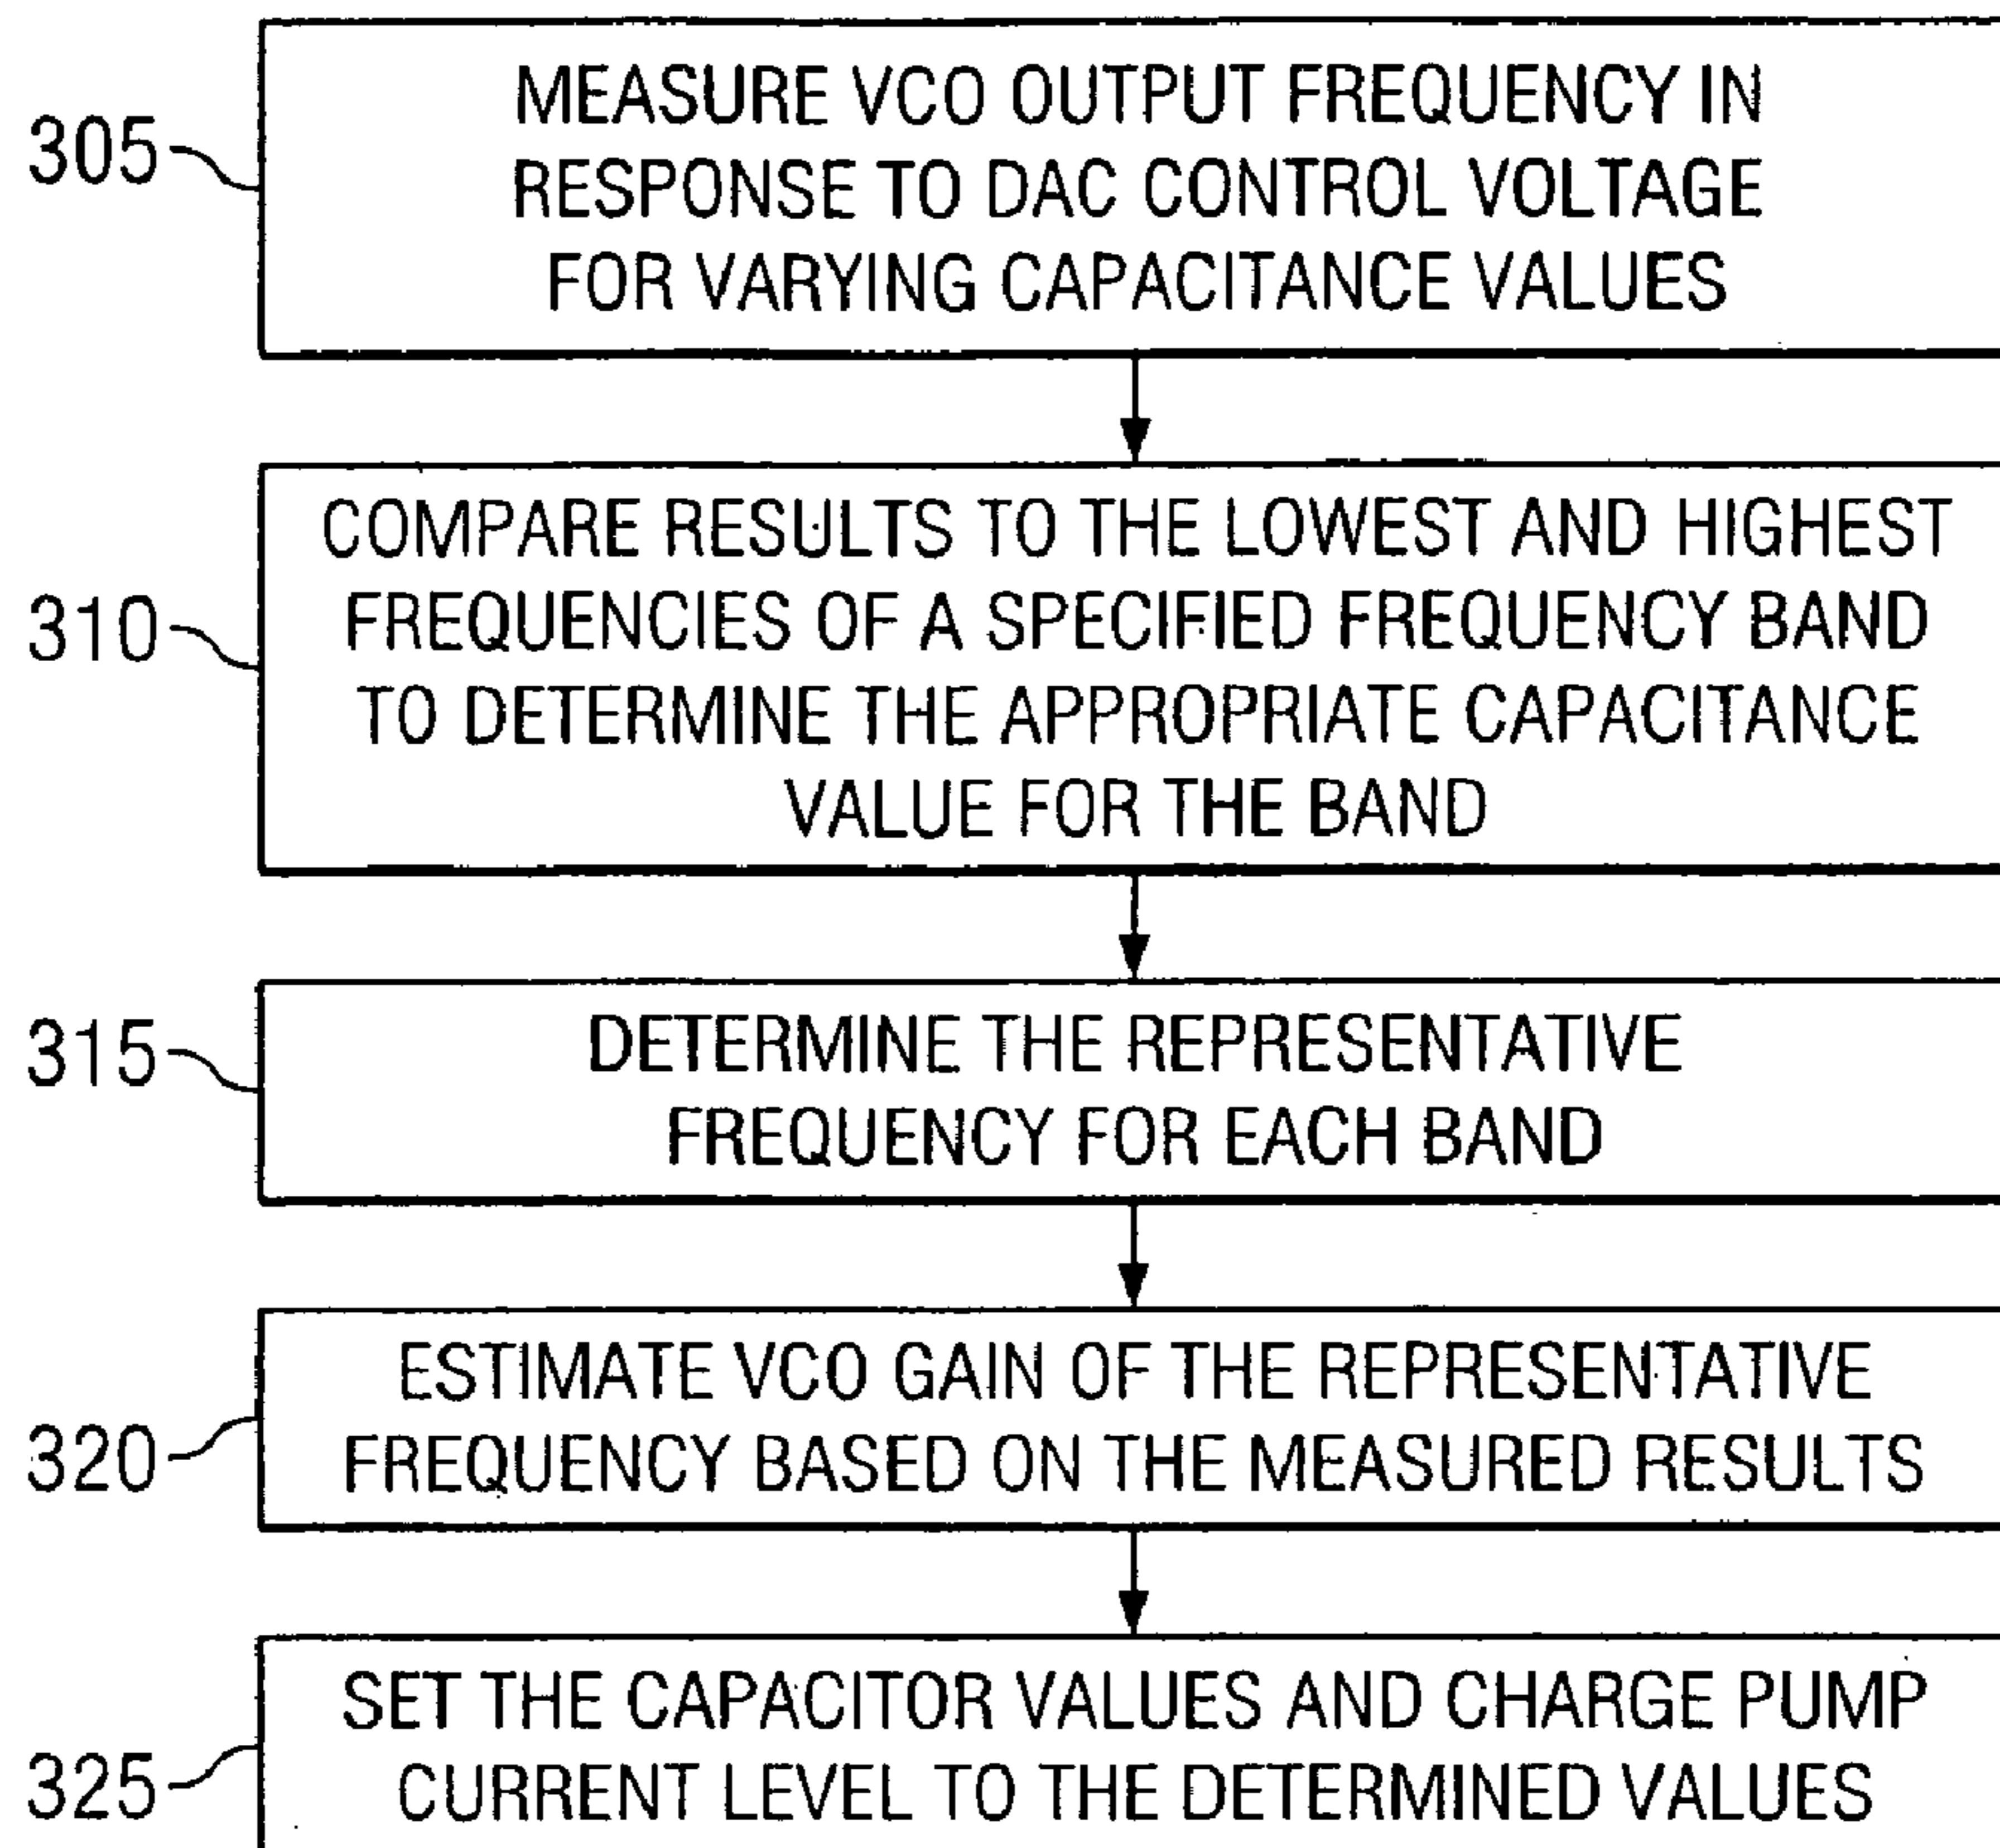 305
MEASURE VCO OUTPUT FREQUENCY IN
RESPONSE TO DAC CONTROL VOLTAGE
FOR VARYING CAPACITANCE VALUES
310
COMPARE RESULTS TO THE LOWEST AND HIGHEST
FREQUENCIES OF A SPECIFIED FREQUENCY BAND
TO DETERMINE THE APPROPRIATE CAPACITANCE
VALUE FOR THE BAND
315
DETERMINE THE REPRESENTATIVE
FREQUENCY FOR EACH BAND
320
ESTIMATE VCO GAIN OF THE REPRESENTATIVE
FREQUENCY BASED ON THE MEASURED RESULTS
325
SET THE CAPACITOR VALUES AND CHARGE PUMP
CURRENT LEVEL TO THE DETERMINED VALUES